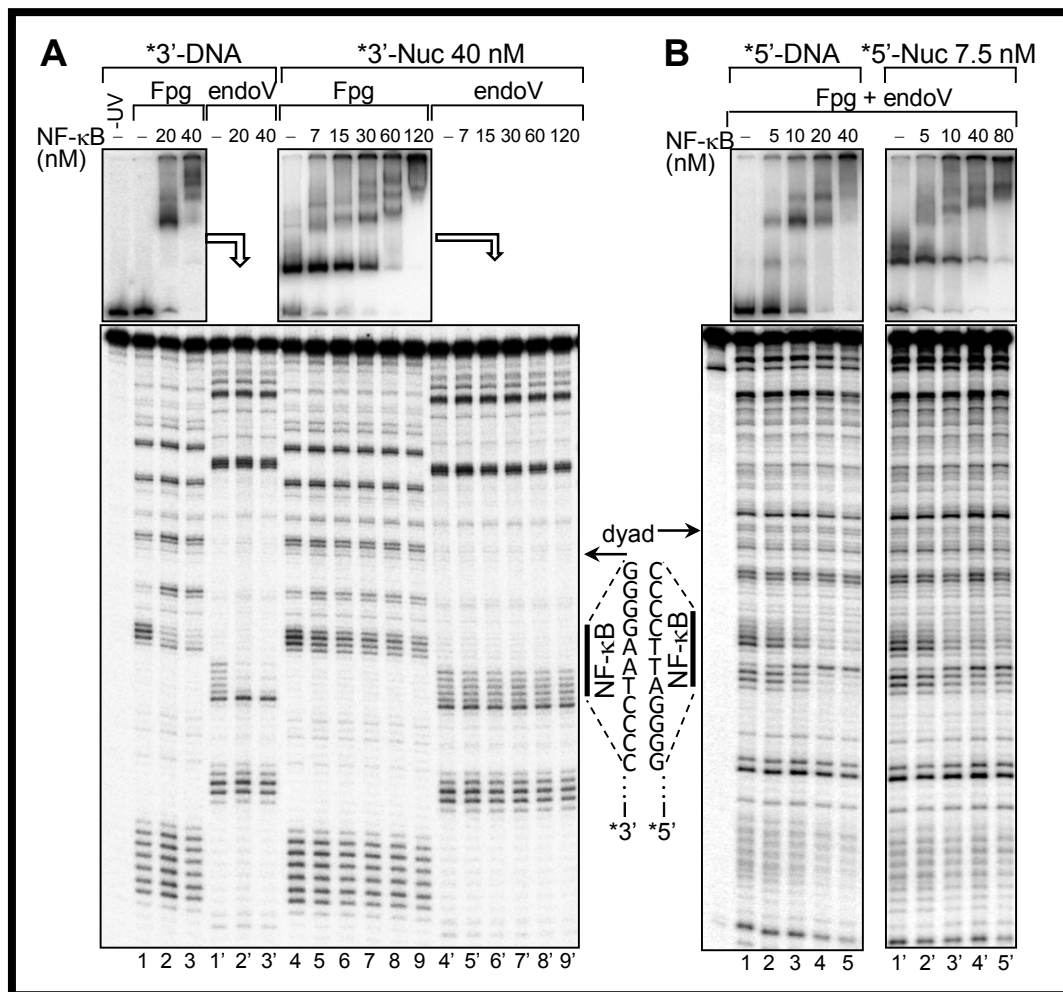 A
*3'-DNA
*3'-Nuc 40 nM
-UV
Fpg
endoV
Fpg
endoV
NF-κB
(nM)
– 20 40 – 20 40 – 7 15 30 60 120 – 7 15 30 60 120
1 2 3 1' 2' 3' 4 5 6 7 8 9 4' 5' 6' 7' 8' 9'
dyad
NF-κB
G C
G C
G C
G C
A T
A T
T A
C G
C G
C G
C G
NF-κB
*3' *5'
B
*5'-DNA
*5'-Nuc 7.5 nM
Fpg + endoV
NF-κB
(nM)
– 5 10 20 40
– 5 10 40 80
1 2 3 4 5
1' 2' 3' 4' 5'